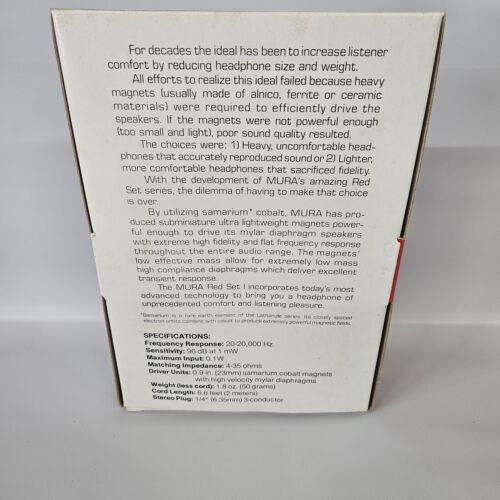 For decades the ideal has been to increase listener
comfort by reducing headphone size and weight.
All efforts to realize this ideal failed because heavy
magnets (usually made of alnico, ferrite or ceramic
materials) were required to efficiently drive the
speakers. If the magnets were not powerful enough
(too small and light), poor sound quality resulted.
The choices were: 1) Heavy, uncomfortable head-
phones that accurately reproduced sound or 2) Lighter,
more comfortable headphones that sacrificed fidelity.
With the development of MURA's amazing Red
Set series, the dilemma of having to make that choice
is over.
By utilizing samarium* cobalt, MURA has pro-
duced subminiature ultra lightweight magnets power-
ful enough to drive its mylar diaphragm speakers
with extreme high fidelity and flat frequency response
throughout the entire audio range. The magnets'
low effective mass allow for extremely low mass
high compliance diaphragms which deliver excellent
transient response.
The MURA Red Set I incorporates today's most
advanced technology to bring you a headphone of
unprecedented comfort and listening pleasure.
*Samarium is a rare earth element of the Lathanide series. Its closely spaced
electron orbits combine with cobalt to produce extremely powerful magnetic fields.
SPECIFICATIONS:
Frequency Response: 20-20,000 Hz
Sensitivity: 96 dB at 1 mW
Maximum Input: 0.1W
Matching Impedance: 4-35 ohms
Driver Units: 0.9 in. (23mm) samarium cobalt magnets
with high velocity mylar diaphragms
Weight (less cord): 1.8 oz. (50 grams)
Cord Length: 6.6 feet (2 meters)
Stereo Plug: 1/4" (6.35mm) 3-conductor